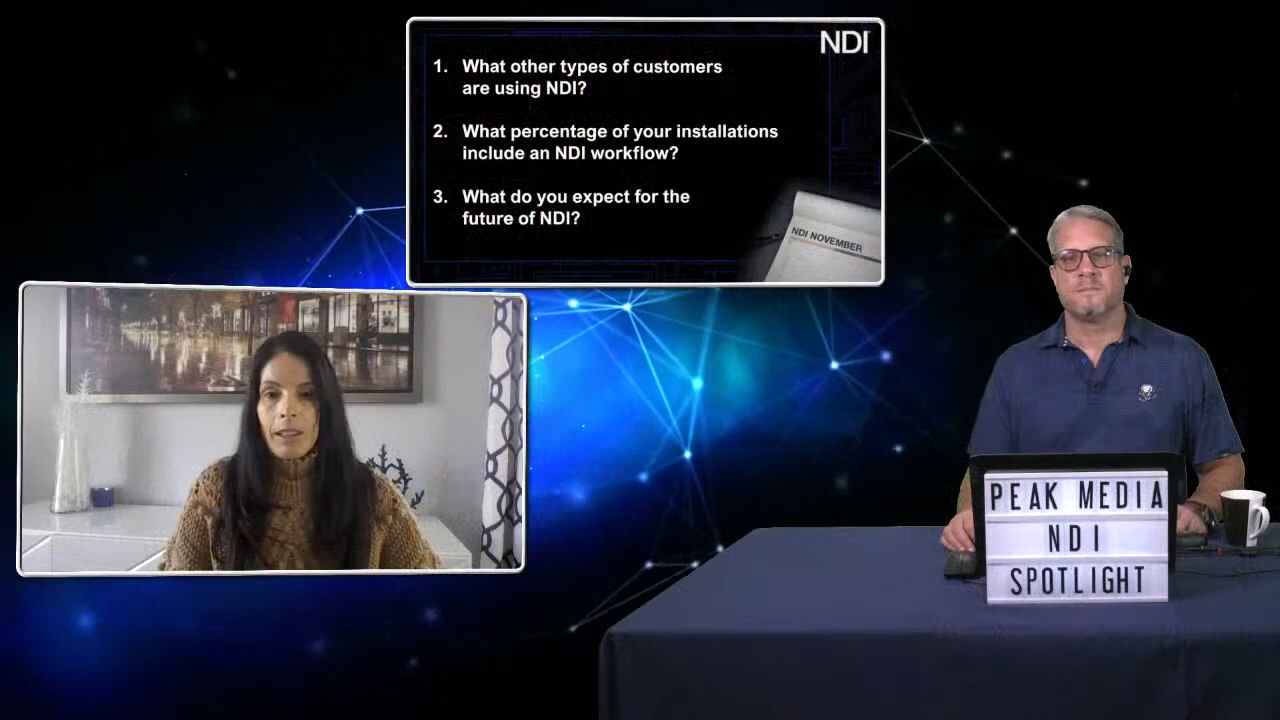 NDI
1. What other types of customers
are using NDI?
2. What percentage of your installations
include an NDI workflow?
3. What do you expect for the
future of NDI?
NDI NOVEMBER
PEAK MEDIA
NDI
SPOTLIGHT